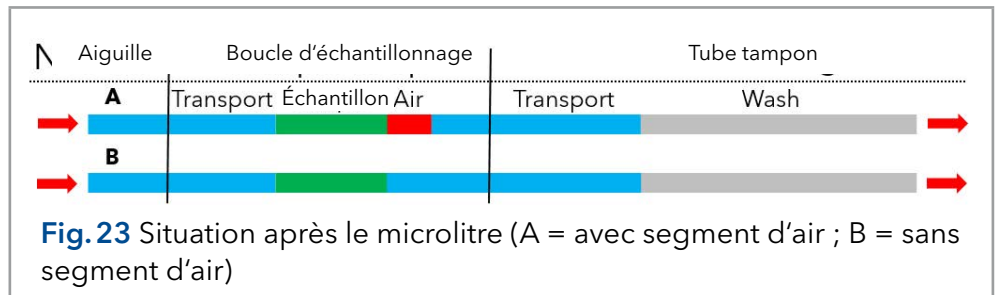 Aiguille Boucle d'échantillonnage Tube tampon
A Transport Échantillon Air Transport Wash
B
Fig. 23 Situation après le microlitre (A = avec segment d'air ; B = sans
segment d'air)